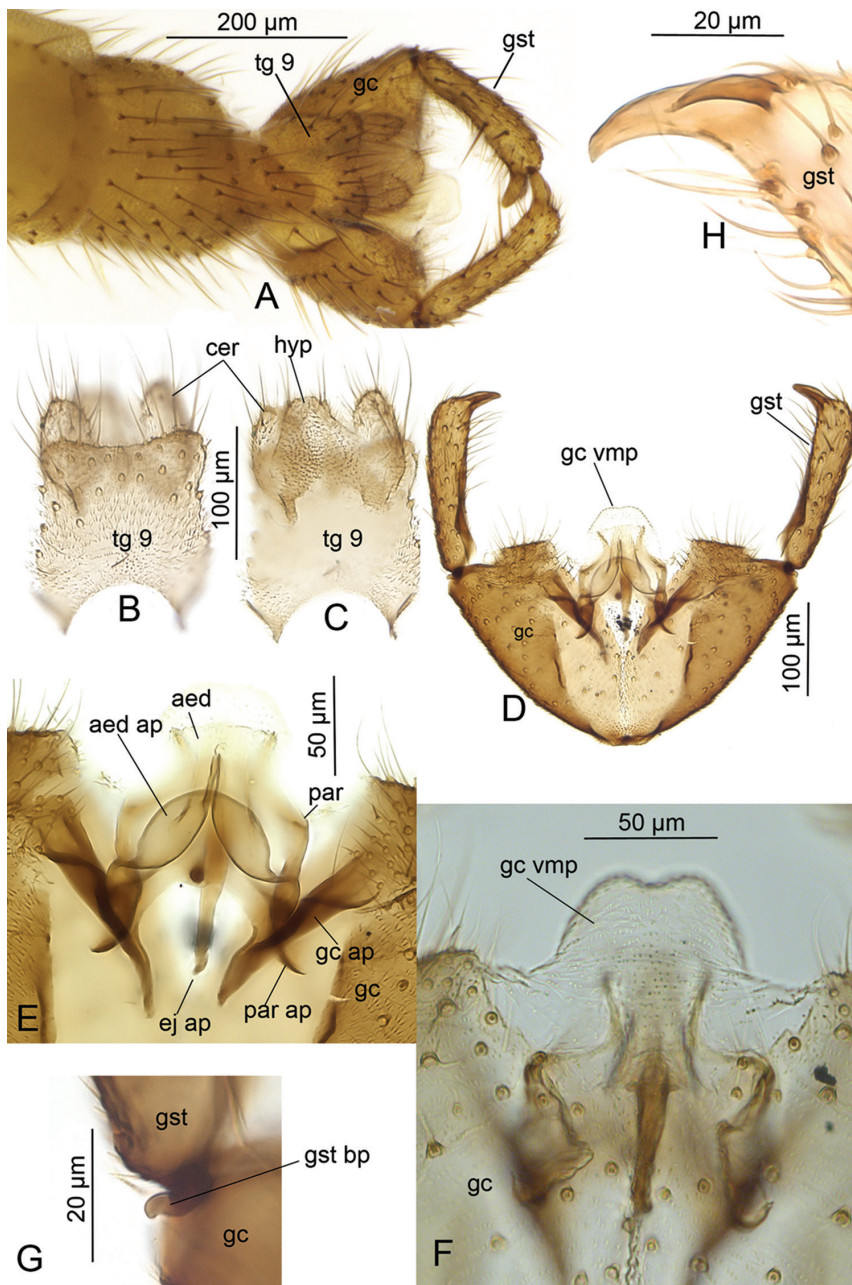 200 µm
tg 9
gc
gst
A
20 µm
gst
H
cer
hyp
100 µm
tg 9
B
tg 9
C
gc vmp
gst
gc
100 µm
D
aed
aed ap
50 µm
par
gc ap
gc
par ap
ej ap
E
50 µm
gc vmp
gc
F
gst
gst bp
20 µm
gc
G